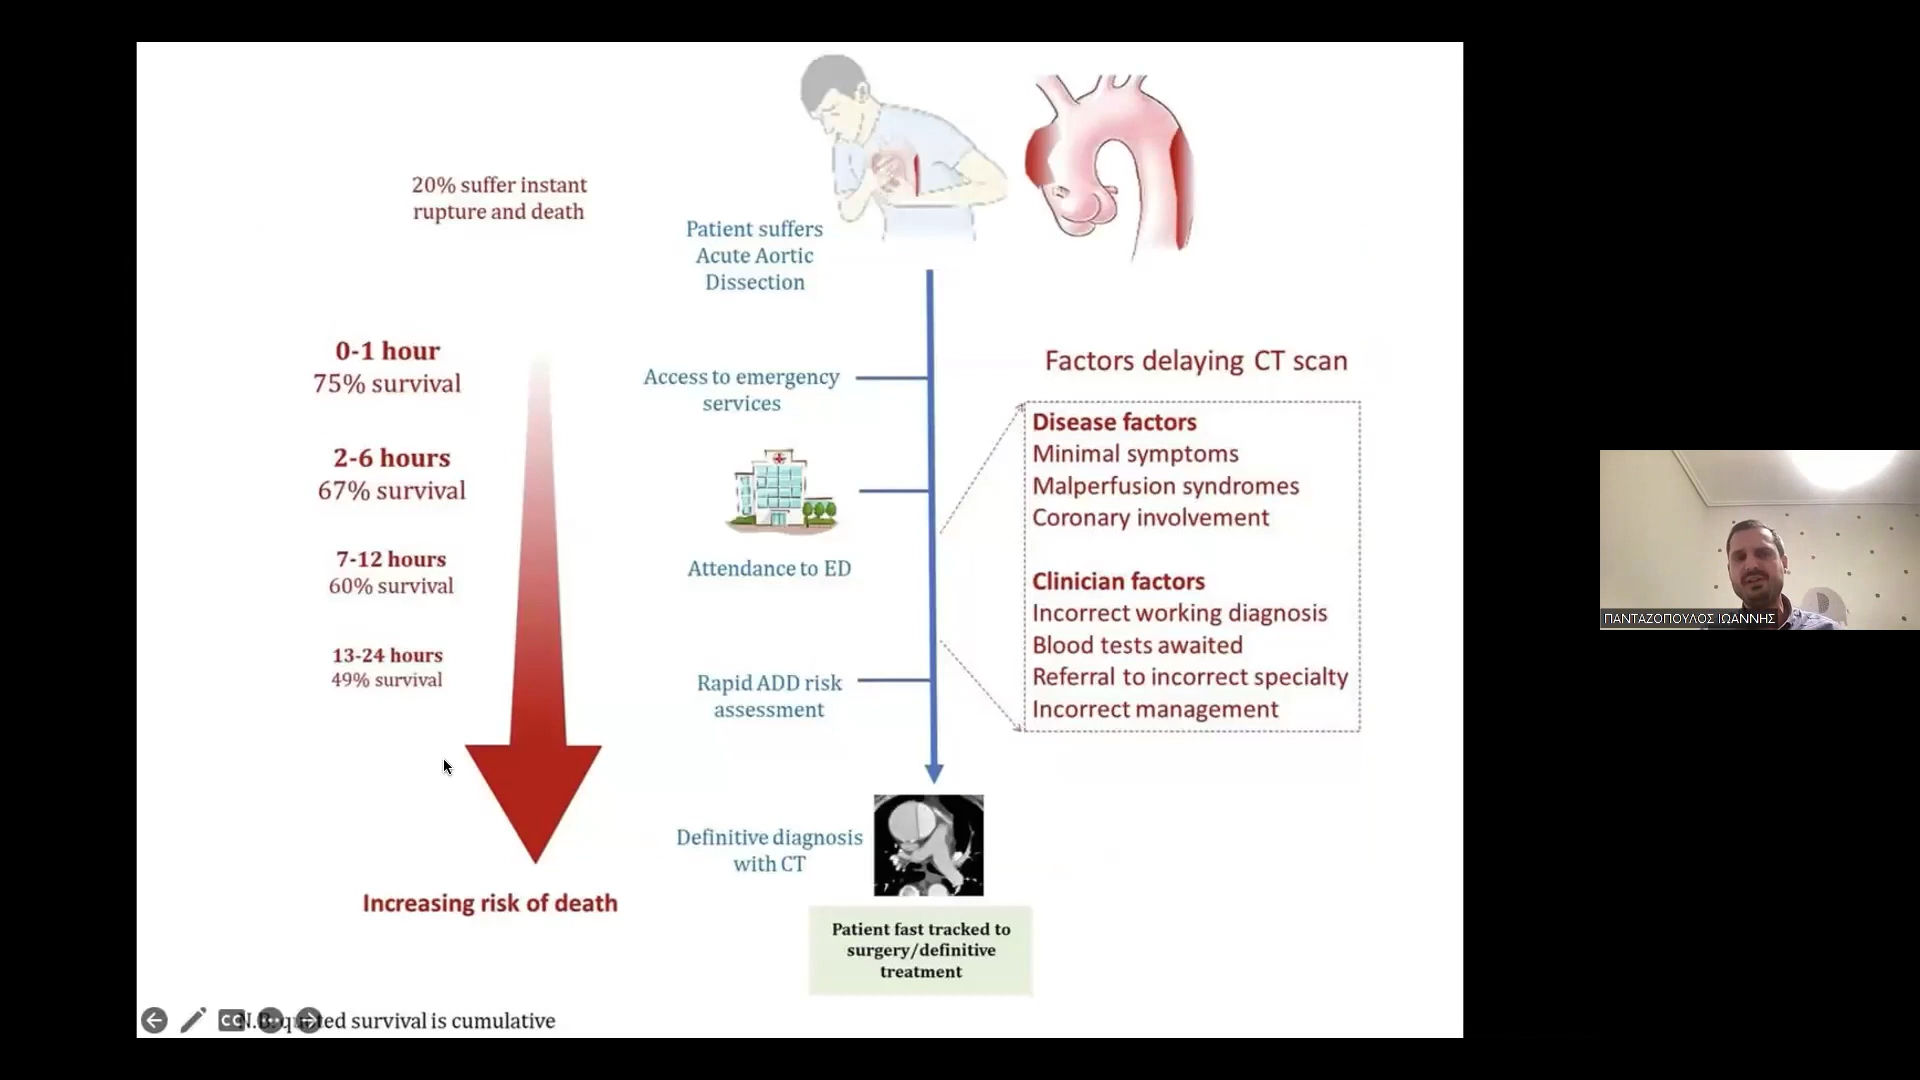 20% suffer instant
rupture and death
Patient suffers
Acute Aortic
Dissection
0-1 hour
75% survival
2-6 hours
67% survival
7-12 hours
60% survival
13-24 hours
49% survival
Increasing risk of death
Access to emergency
services
Attendance to ED
Rapid ADD risk
assessment
Definitive diagnosis
with CT
Patient fast tracked to
surgery/definitive
treatment
Factors delaying CT scan
Disease factors
Minimal symptoms
Malperfusion syndromes
Coronary involvement
Clinician factors
Incorrect working diagnosis
Blood tests awaited
Referral to incorrect specialty
Incorrect management
CC
N.B. quoted survival is cumulative
ΠΑΝΤΑΖΟΠΟΥΛΟΣ ΙΩΑΝΝΗΣ